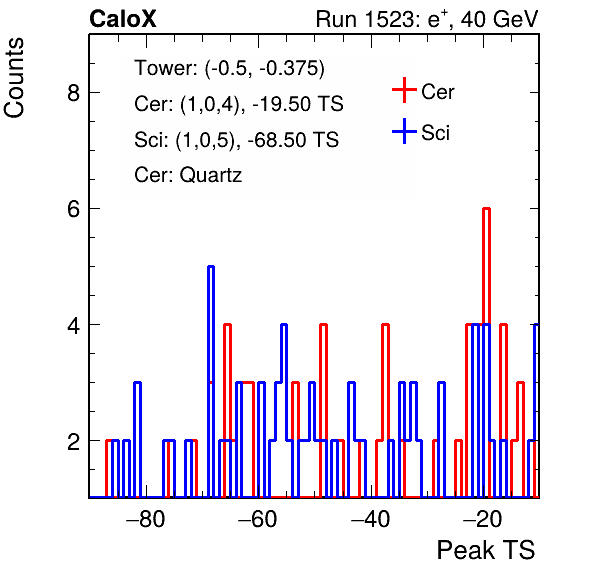 CaloX Run 1523: e⁺, 40 GeV
Counts
Tower: (-0.5, -0.375)
Cer: (1,0,4), -19.50 TS
Sci: (1,0,5), -68.50 TS
Cer: Quartz
Cer
Sci
8
6
4
2
−80 −60 −40 −20
Peak TS